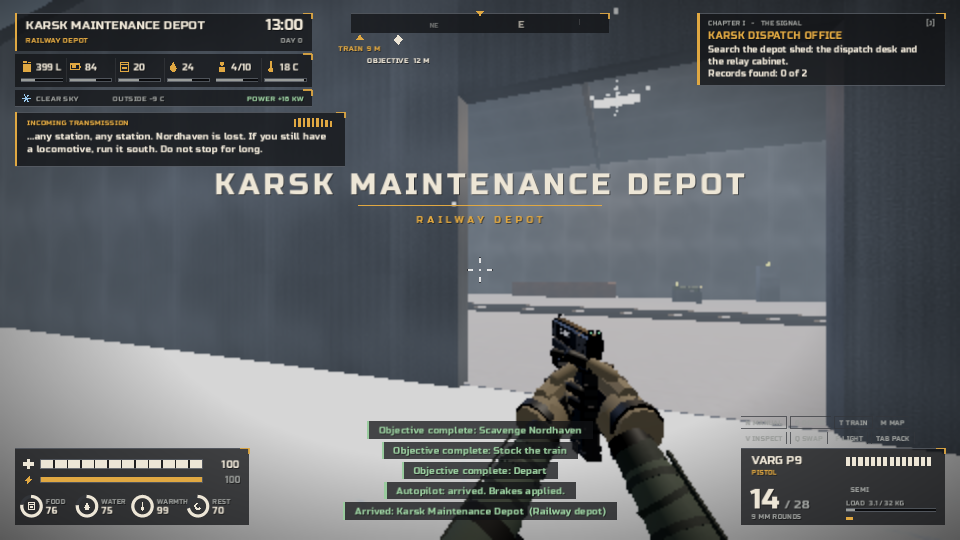 KARSK MAINTENANCE DEPOT
13:00
RAILWAY DEPOT
DAY 0
399 L
84
20
24
4/10
18 C
CLEAR SKY
OUTSIDE -9 C
POWER +18 KW
INCOMING TRANSMISSION
...any station, any station. Nordhaven is lost. If you still have
a locomotive, run it south. Do not stop for long.
NE
E
TRAIN 9 M
OBJECTIVE 12 M
CHAPTER I - THE SIGNAL
[J]
KARSK DISPATCH OFFICE
Search the depot shed: the dispatch desk and
the relay cabinet.
Records found: 0 of 2
KARSK MAINTENANCE DEPOT
RAILWAY DEPOT
Objective complete: Scavenge Nordhaven
Objective complete: Stock the train
Objective complete: Depart
Autopilot: arrived. Brakes applied.
Arrived: Karsk Maintenance Depot (Railway depot)
100
100
FOOD
76
WATER
75
WARMTH
99
REST
70
T TRAIN
M MAP
V INSPECT
LIGHT
TAB PACK
VARG P9
PISTOL
14 / 28
9 MM ROUNDS
SEMI
LOAD 3.1 / 32 KG